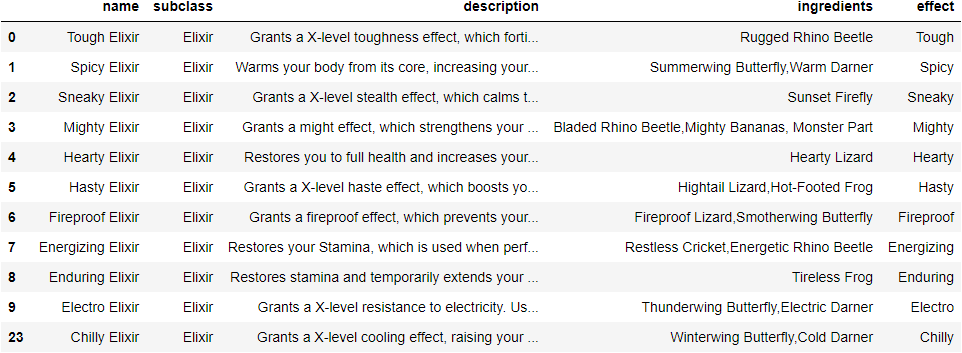 name subclass description ingredients effect
0 Tough Elixir Elixir Grants a X-level toughness effect, which forti... Rugged Rhino Beetle Tough
1 Spicy Elixir Elixir Warms your body from its core, increasing your... Summerwing Butterfly,Warm Darner Spicy
2 Sneaky Elixir Elixir Grants a X-level stealth effect, which calms t... Sunset Firefly Sneaky
3 Mighty Elixir Elixir Grants a might effect, which strengthens your ... Bladed Rhino Beetle,Mighty Bananas, Monster Part Mighty
4 Hearty Elixir Elixir Restores you to full health and increases your... Hearty Lizard Hearty
5 Hasty Elixir Elixir Grants a X-level haste effect, which boosts yo... Hightail Lizard,Hot-Footed Frog Hasty
6 Fireproof Elixir Elixir Grants a fireproof effect, which prevents your... Fireproof Lizard,Smotherwing Butterfly Fireproof
7 Energizing Elixir Elixir Restores your Stamina, which is used when perf... Restless Cricket,Energetic Rhino Beetle Energizing
8 Enduring Elixir Elixir Restores stamina and temporarily extends your ... Tireless Frog Enduring
9 Electro Elixir Elixir Grants a X-level resistance to electricity. Us... Thunderwing Butterfly,Electric Darner Electro
23 Chilly Elixir Elixir Grants a X-level cooling effect, raising your ... Winterwing Butterfly,Cold Darner Chilly